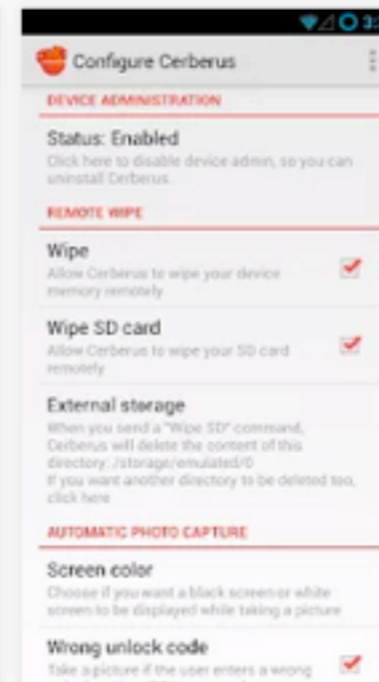 3:
Configure Cerberus
DEVICE ADMINISTRATION
Status: Enabled
Click here to disable device admin, so you can
uninstall Cerberus.
REMOTE WIPE
Wipe
Allow Cerberus to wipe your device
memory remotely
Wipe SD card
Allow Cerberus to wipe your SD card
remotely
External storage
When you send a "Wipe SD" command,
Cerberus will delete the content of this
directory: /storage/emulated/0
If you want another directory to be deleted too,
click here
AUTOMATIC PHOTO CAPTURE
Screen color
Choose if you want a black screen or white
screen to be displayed while taking a picture
Wrong unlock code
Take a picture if the user enters a wrong